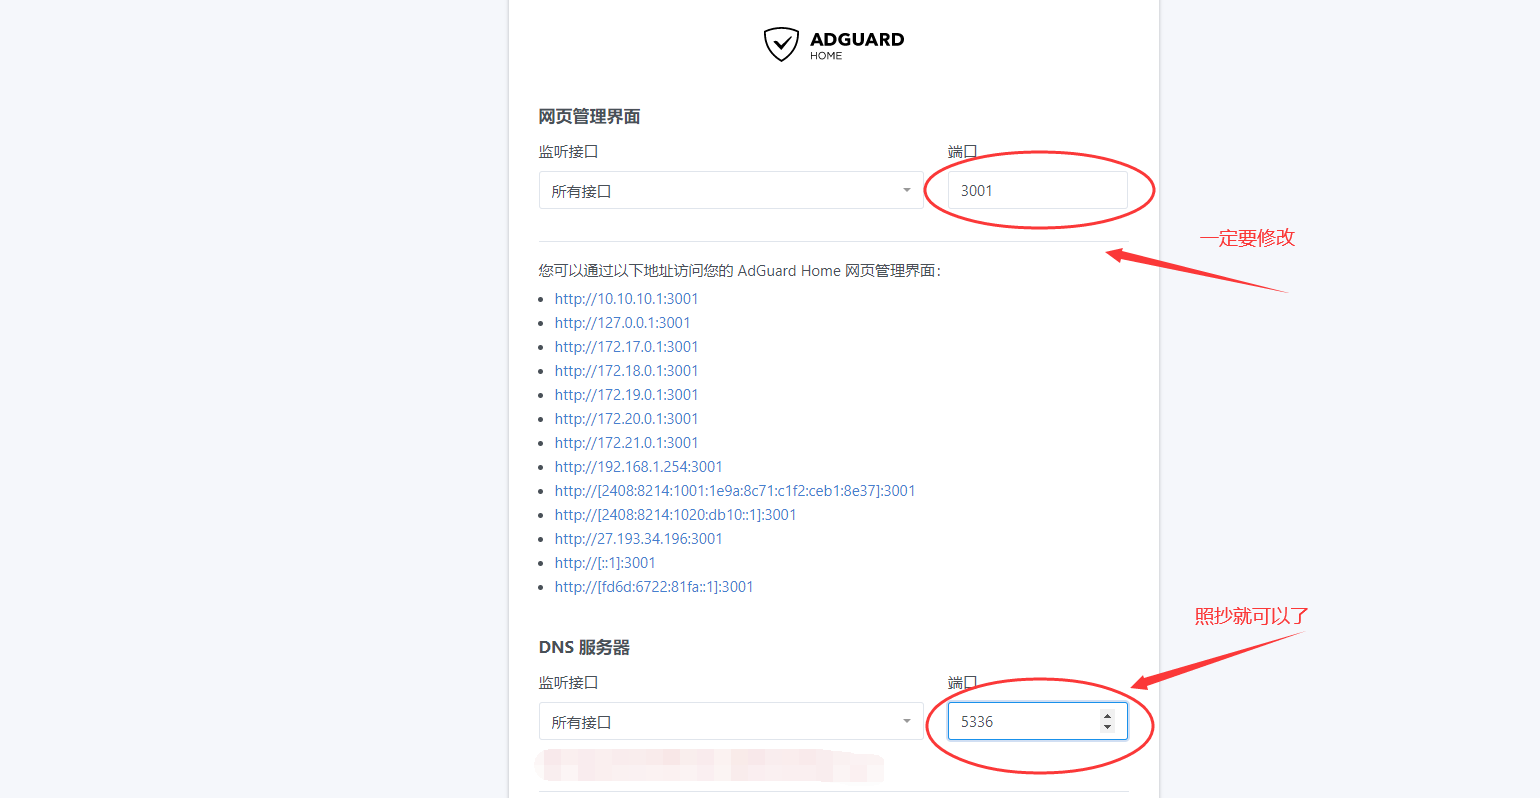 ADGUARD
HOME
网页管理界面
监听接口 端口
所有接口 3001
一定要修改
您可以通过以下地址访问您的 AdGuard Home 网页管理界面：
http://10.10.10.1:3001
http://127.0.0.1:3001
http://172.17.0.1:3001
http://172.18.0.1:3001
http://172.19.0.1:3001
http://172.20.0.1:3001
http://172.21.0.1:3001
http://192.168.1.254:3001
http://[2408:8214:1001:1e9a:8c71:c1f2:ceb1:8e37]:3001
http://[2408:8214:1020:db10::1]:3001
http://27.193.34.196:3001
http://[::1]:3001
http://[fd6d:6722:81fa::1]:3001
照抄就可以了
DNS 服务器
监听接口 端口
所有接口 5336